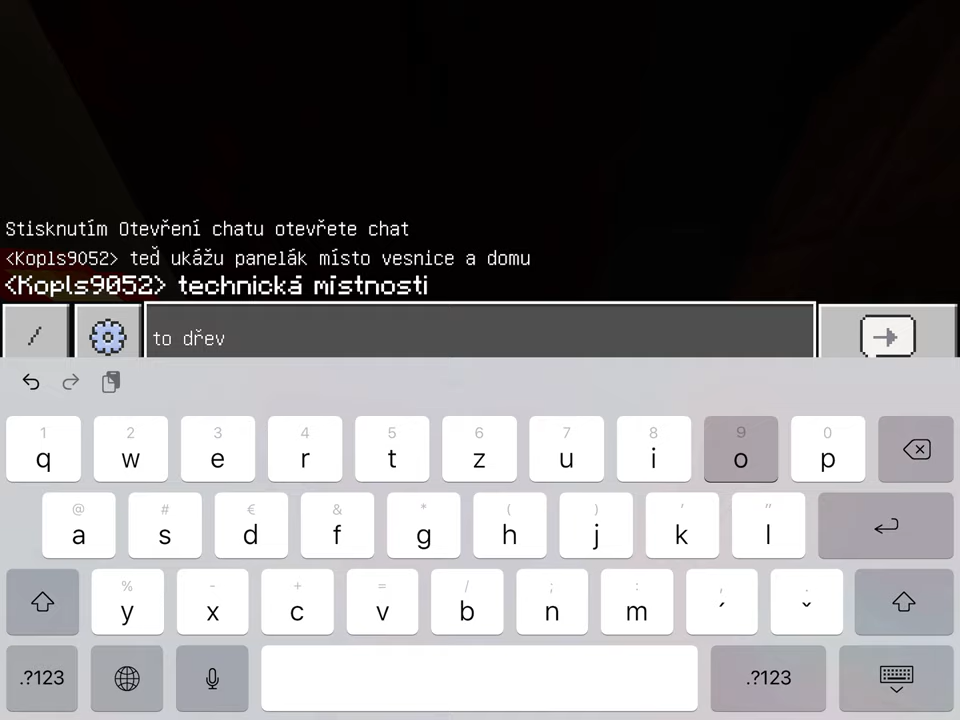 Stisknutím Otevření chatu otevřete chat
<Kopls9052> teď ukážu panelák místo vesnice a domu
<Kopls9052> technická místnosti
/
to dřev
1 2 3 4 5 6 7 8 9 0
q w e r t z u i o p
@ # € & * ( ) ' "
a s d f g h j k l
% - + = / ; : , .
y x c v b n m ´ ˇ
.?123 .?123